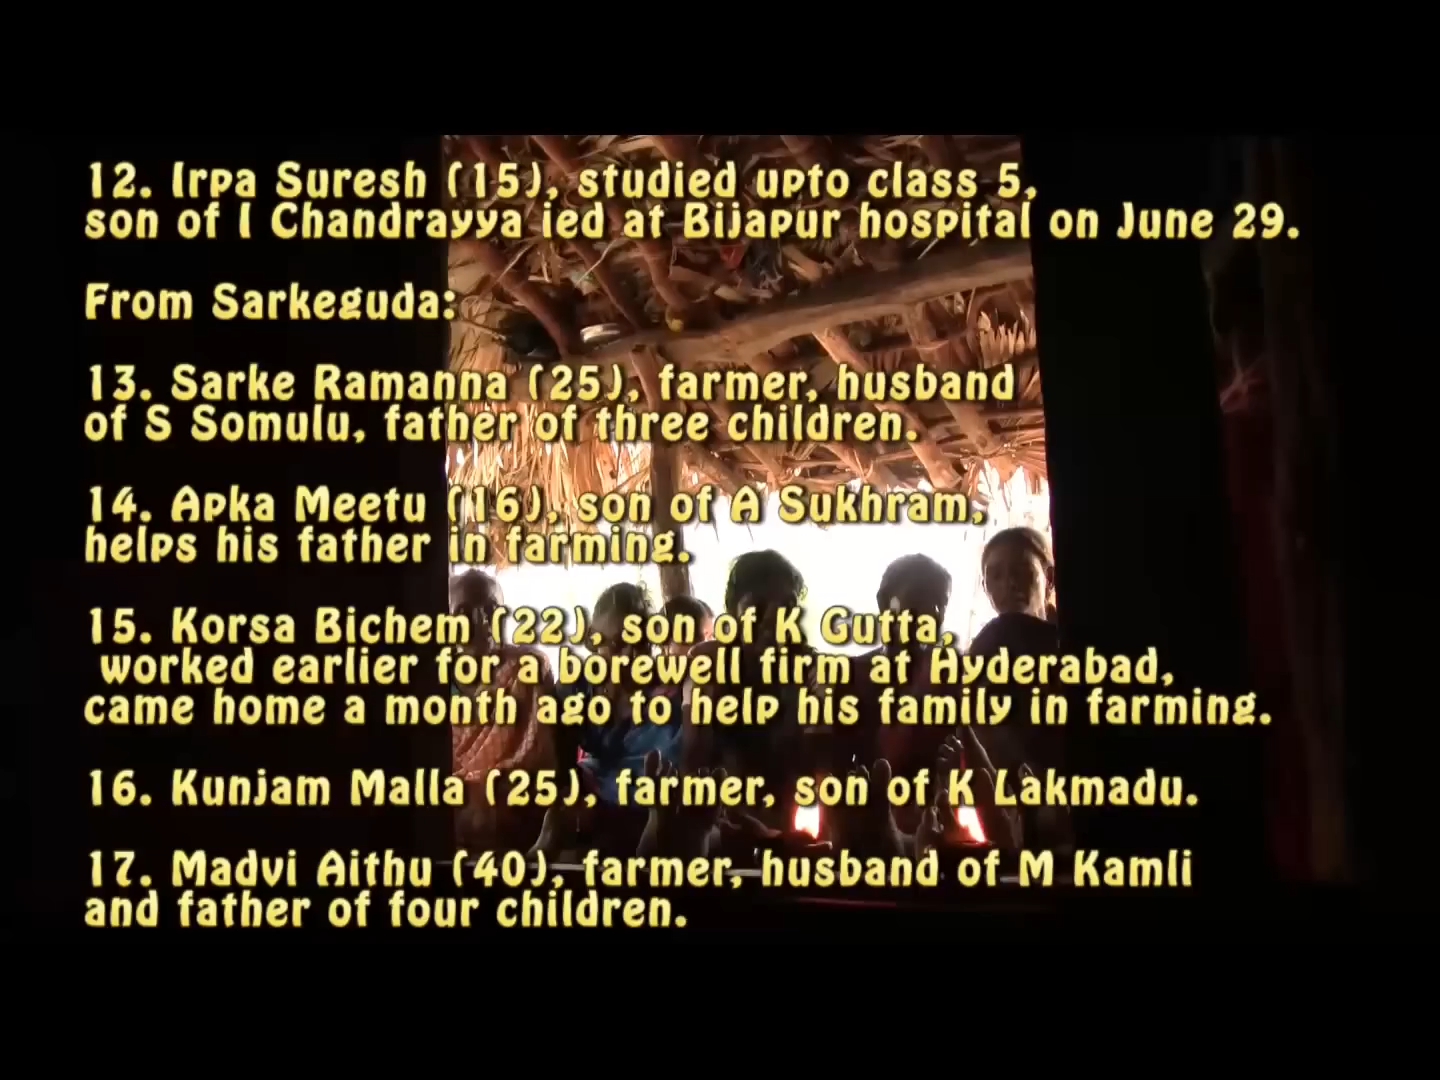 12. Irpa Suresh (15), studied upto class 5,
son of I Chandrayya ied at Bijapur hospital on June 29.
From Sarkeguda:
13. Sarke Ramanna (25), farmer, husband
of S Somulu, father of three children.
14. Apka Meetu (16), son of A Sukhram,
helps his father in farming.
15. Korsa Bichem (22), son of K Gutta,
worked earlier for a borewell firm at Hyderabad,
came home a month ago to help his family in farming.
16. Kunjam Malla (25), farmer, son of K Lakmadu.
17. Madvi Aithu (40), farmer, husband of M Kamli
and father of four children.